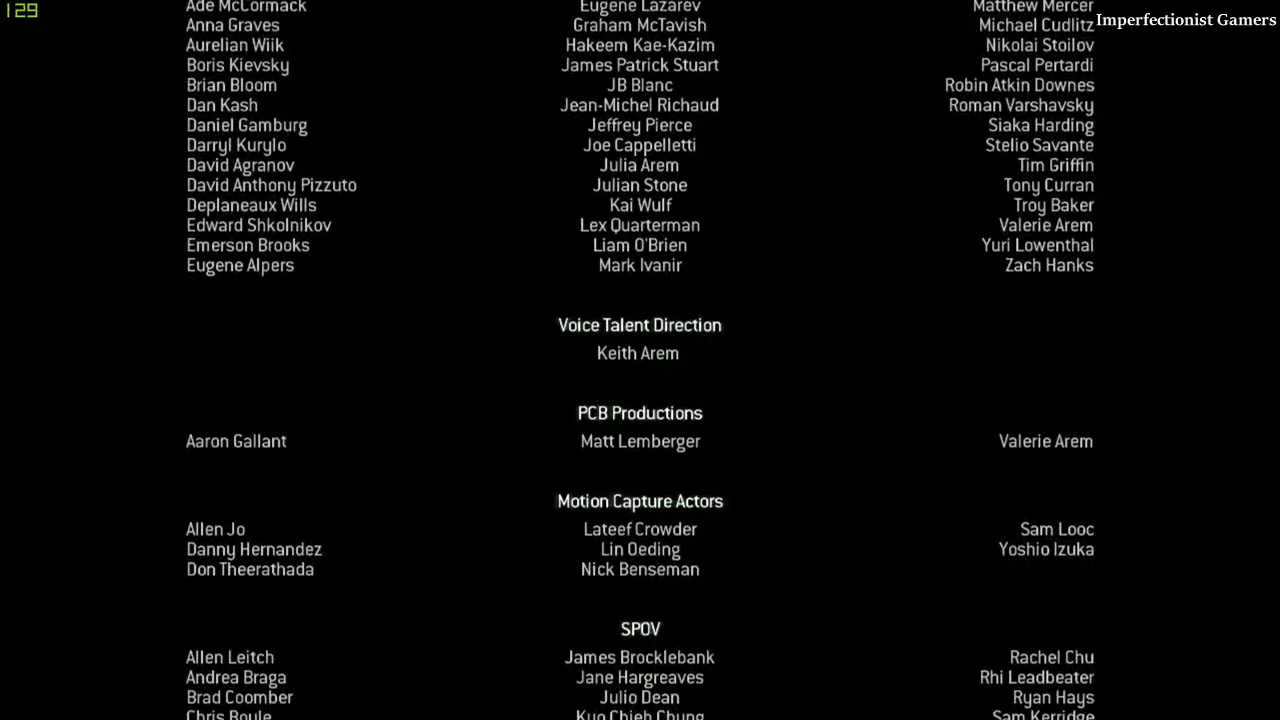 129
Imperfectionist Gamers
Ade McCormack Eugene Lazarev Matthew Mercer
Anna Graves Graham McTavish Michael Cudlitz
Aurelian Wiik Hakeem Kae-Kazim Nikolai Stoilov
Boris Kievsky James Patrick Stuart Pascal Pertardi
Brian Bloom JB Blanc Robin Atkin Downes
Dan Kash Jean-Michel Richaud Roman Varshavsky
Daniel Gamburg Jeffrey Pierce Siaka Harding
Darryl Kurylo Joe Cappelletti Stelio Savante
David Agranov Julia Arem Tim Griffin
David Anthony Pizzuto Julian Stone Tony Curran
Deplaneaux Wills Kai Wulf Troy Baker
Edward Shkolnikov Lex Quarterman Valerie Arem
Emerson Brooks Liam O'Brien Yuri Lowenthal
Eugene Alpers Mark Ivanir Zach Hanks
Voice Talent Direction
Keith Arem
PCB Productions
Aaron Gallant Matt Lemberger Valerie Arem
Motion Capture Actors
Allen Jo Lateef Crowder Sam Looc
Danny Hernandez Lin Oeding Yoshio Izuka
Don Theerathada Nick Benseman
SPOV
Allen Leitch James Brocklebank Rachel Chu
Andrea Braga Jane Hargreaves Rhi Leadbeater
Brad Coomber Julio Dean Ryan Hays
Chris Boule Kuo Chieh Chung Sam Kerridge